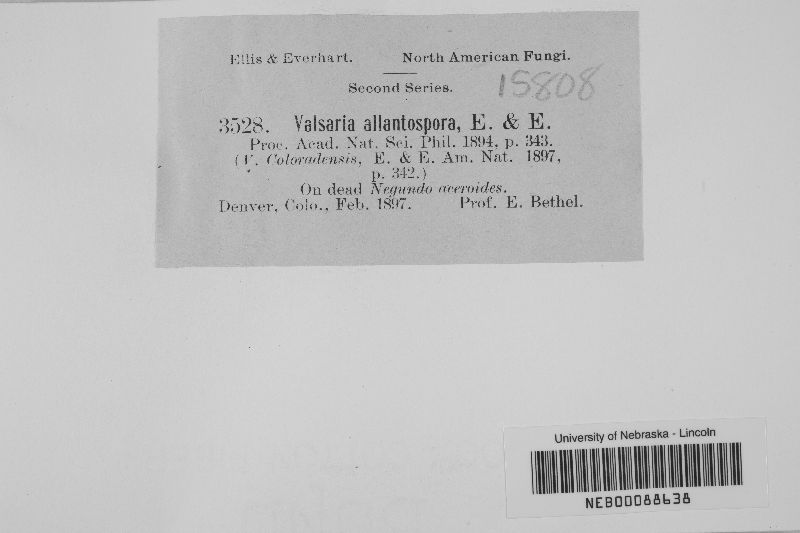 Ellis & Everhart. North American Fungi.
Second Series. 15808
3528. Valsaria allantospora, E. & E.
Proc. Acad. Nat. Sci. Phil. 1894, p. 343.
(V. Coloradensis, E. & E. Am. Nat. 1897,
p. 342.)
On dead Negundo aceroides.
Denver, Colo., Feb. 1897. Prof. E. Bethel.
University of Nebraska - Lincoln
NEB00088638